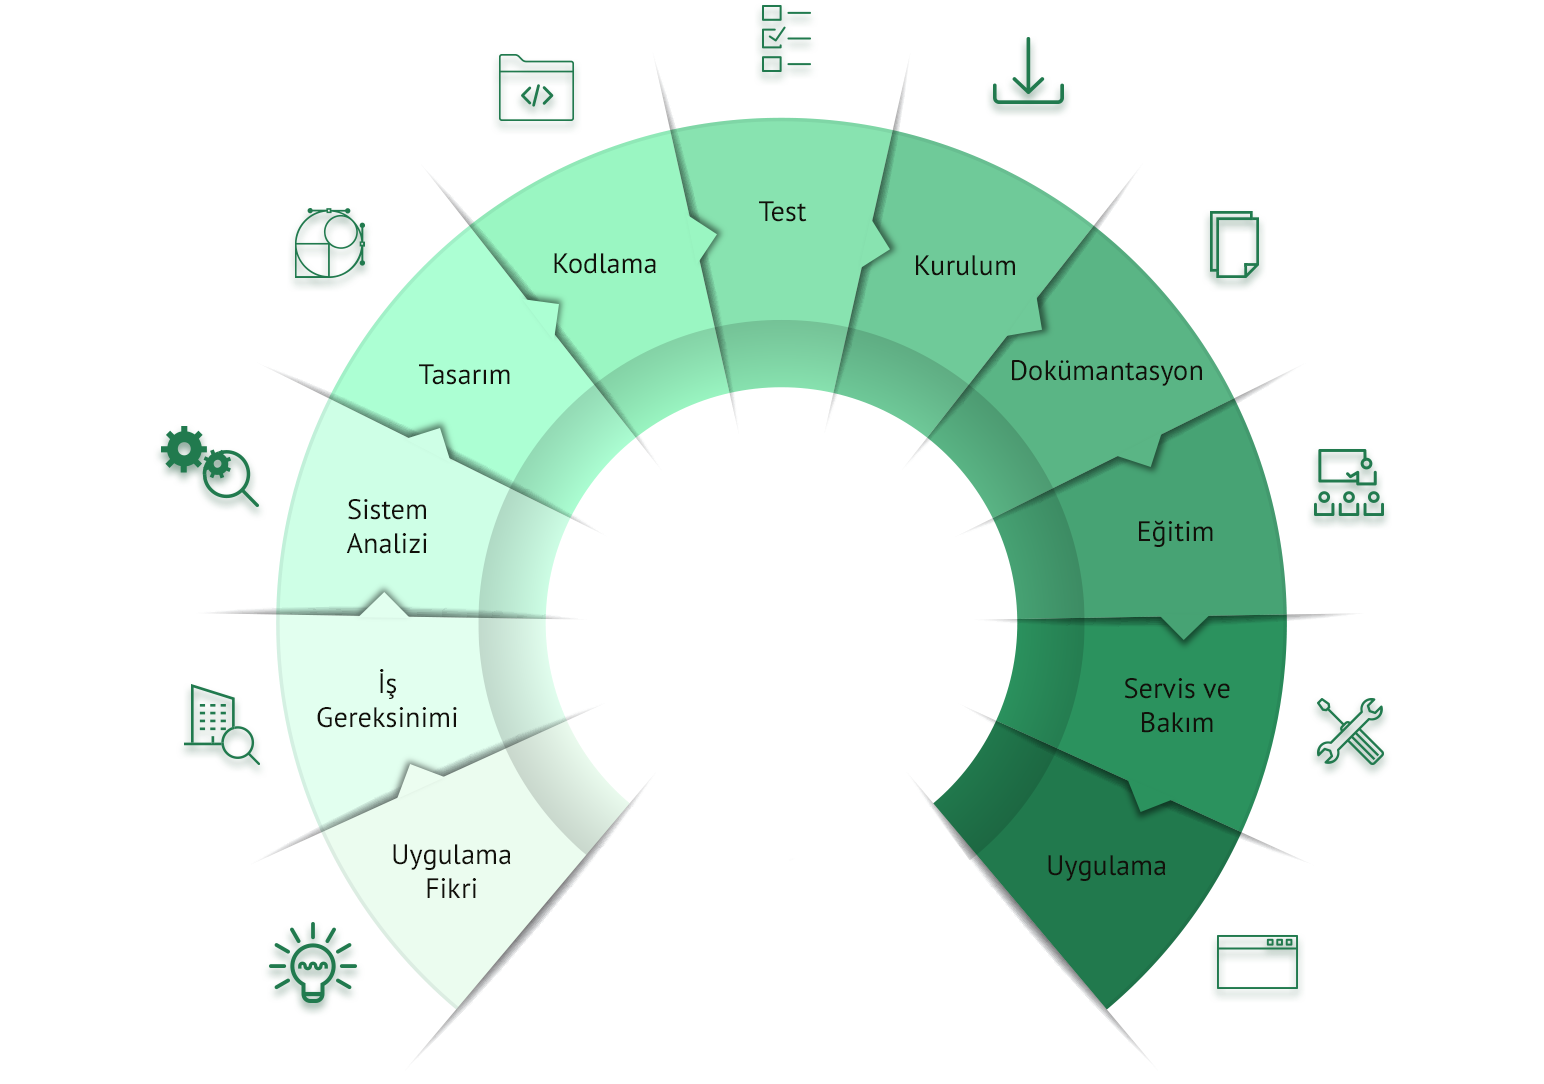 Uygulama
Fikri
İş
Gereksinimi
Sistem
Analizi
Tasarım
Kodlama
Test
Kurulum
Dokümantasyon
Eğitim
Servis ve
Bakım
Uygulama